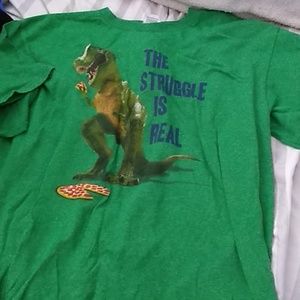 THE
STRUGGLE
IS
REAL